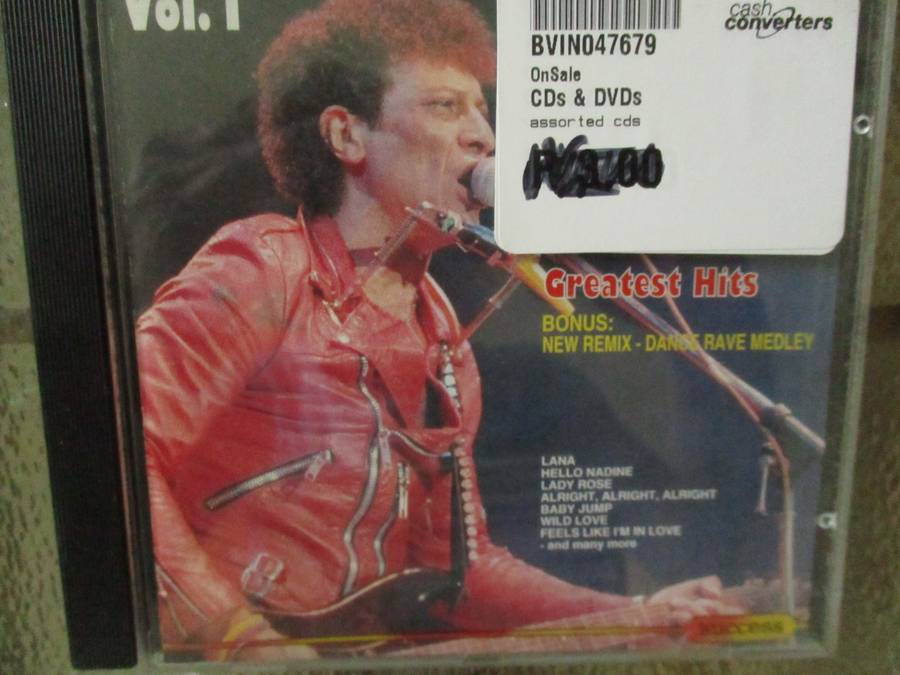 Vol. 1
cash
converters
BVIN047679
OnSale
CDs & DVDs
assorted cds
Greatest Hits
BONUS:
NEW REMIX - DANCE RAVE MEDLEY
LANA
HELLO NADINE
LADY ROSE
ALRIGHT, ALRIGHT, ALRIGHT
BABY JUMP
WILD LOVE
FEELS LIKE I'M IN LOVE
- and many more
success